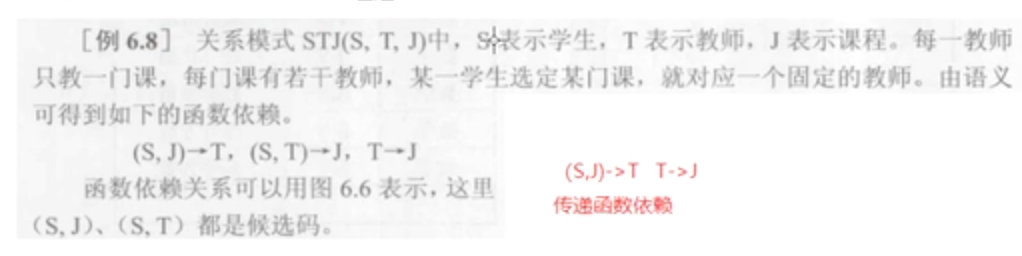 [例 6.8] 关系模式 STJ(S, T, J)中，S 表示学生，T 表示教师，J 表示课程。每一教师
只教一门课，每门课有若干教师，某一学生选定某门课，就对应一个固定的教师。由语义
可得到如下的函数依赖。
(S, J)→T，(S, T)→J，T→J
函数依赖关系可以用图 6.6 表示，这里
（S, J）、（S, T）都是候选码。
(S,J)->T T->J
传递函数依赖